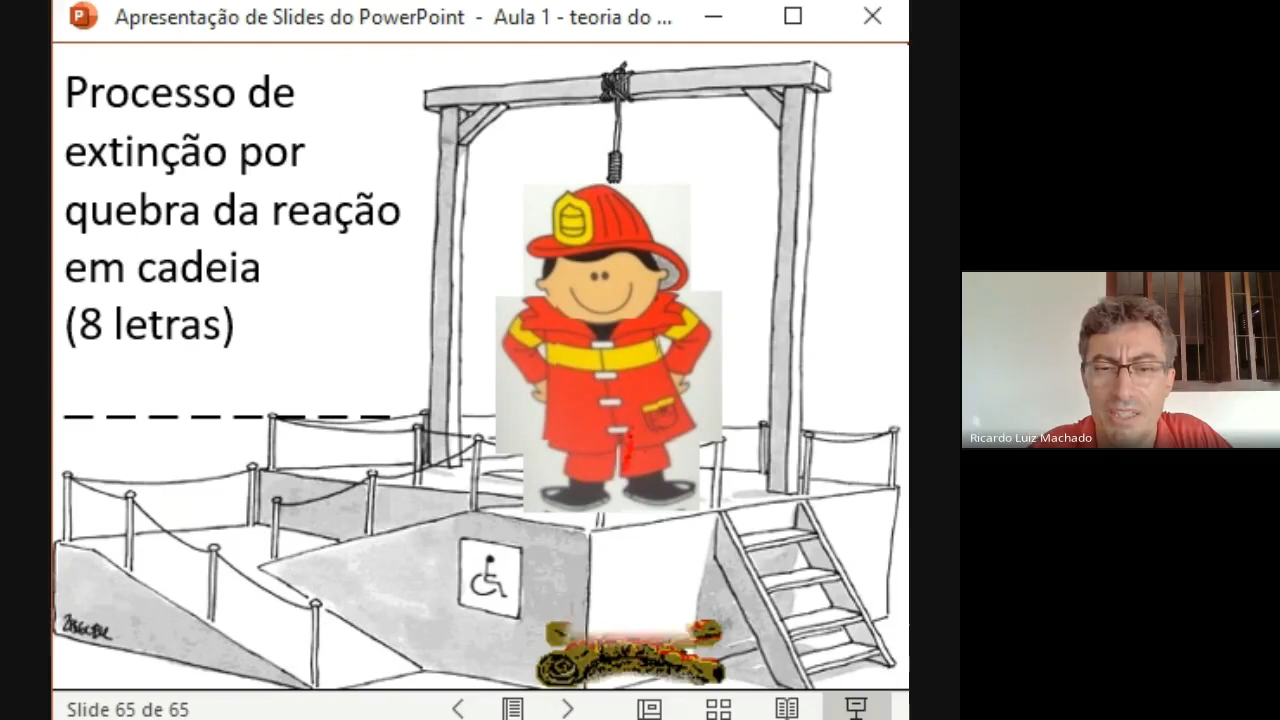 Apresentação de Slides do PowerPoint - Aula 1 - teoria do ...
Processo de
extinção por
quebra da reação
em cadeia
(8 letras)
_ _ _ _ _ _ _ _
Ricardo Luiz Machado
Slide 65 de 65